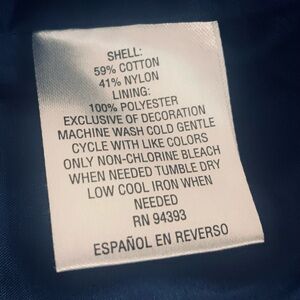 SHELL:
59% COTTON
41% NYLON
LINING:
100% POLYESTER
EXCLUSIVE OF DECORATION
MACHINE WASH COLD GENTLE
CYCLE WITH LIKE COLORS
ONLY NON-CHLORINE BLEACH
WHEN NEEDED TUMBLE DRY
LOW COOL IRON WHEN
NEEDED
RN 94393
ESPAÑOL EN REVERSO